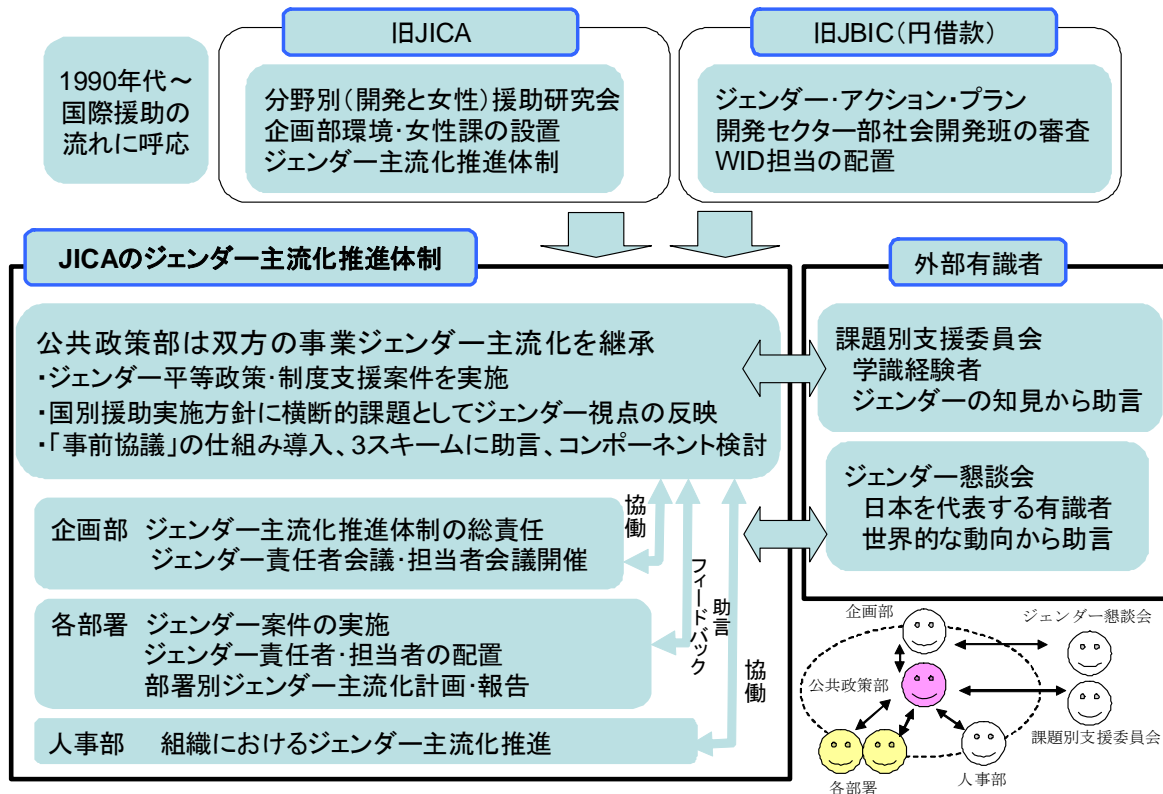 1990年代～
国際援助の
流れに呼応
旧JICA
分野別（開発と女性）援助研究会
企画部環境・女性課の設置
ジェンダー主流化推進体制
旧JBIC（円借款）
ジェンダー・アクション・プラン
開発セクター部社会開発班の審査
WID担当の配置
JICAのジェンダー主流化推進体制
公共政策部は双方の事業ジェンダー主流化を継承
・ジェンダー平等政策・制度支援案件を実施
・国別援助実施方針に横断的課題としてジェンダー視点の反映
・「事前協議」の仕組み導入、3スキームに助言、コンポーネント検討
企画部 ジェンダー主流化推進体制の総責任
ジェンダー責任者会議・担当者会議開催
各部署 ジェンダー案件の実施
ジェンダー責任者・担当者の配置
部署別ジェンダー主流化計画・報告
人事部 組織におけるジェンダー主流化推進
協働
フィードバック
助言
協働
外部有識者
課題別支援委員会
学識経験者
ジェンダーの知見から助言
ジェンダー懇談会
日本を代表する有識者
世界的な動向から助言
企画部
ジェンダー懇談会
公共政策部
課題別支援委員会
人事部
各部署